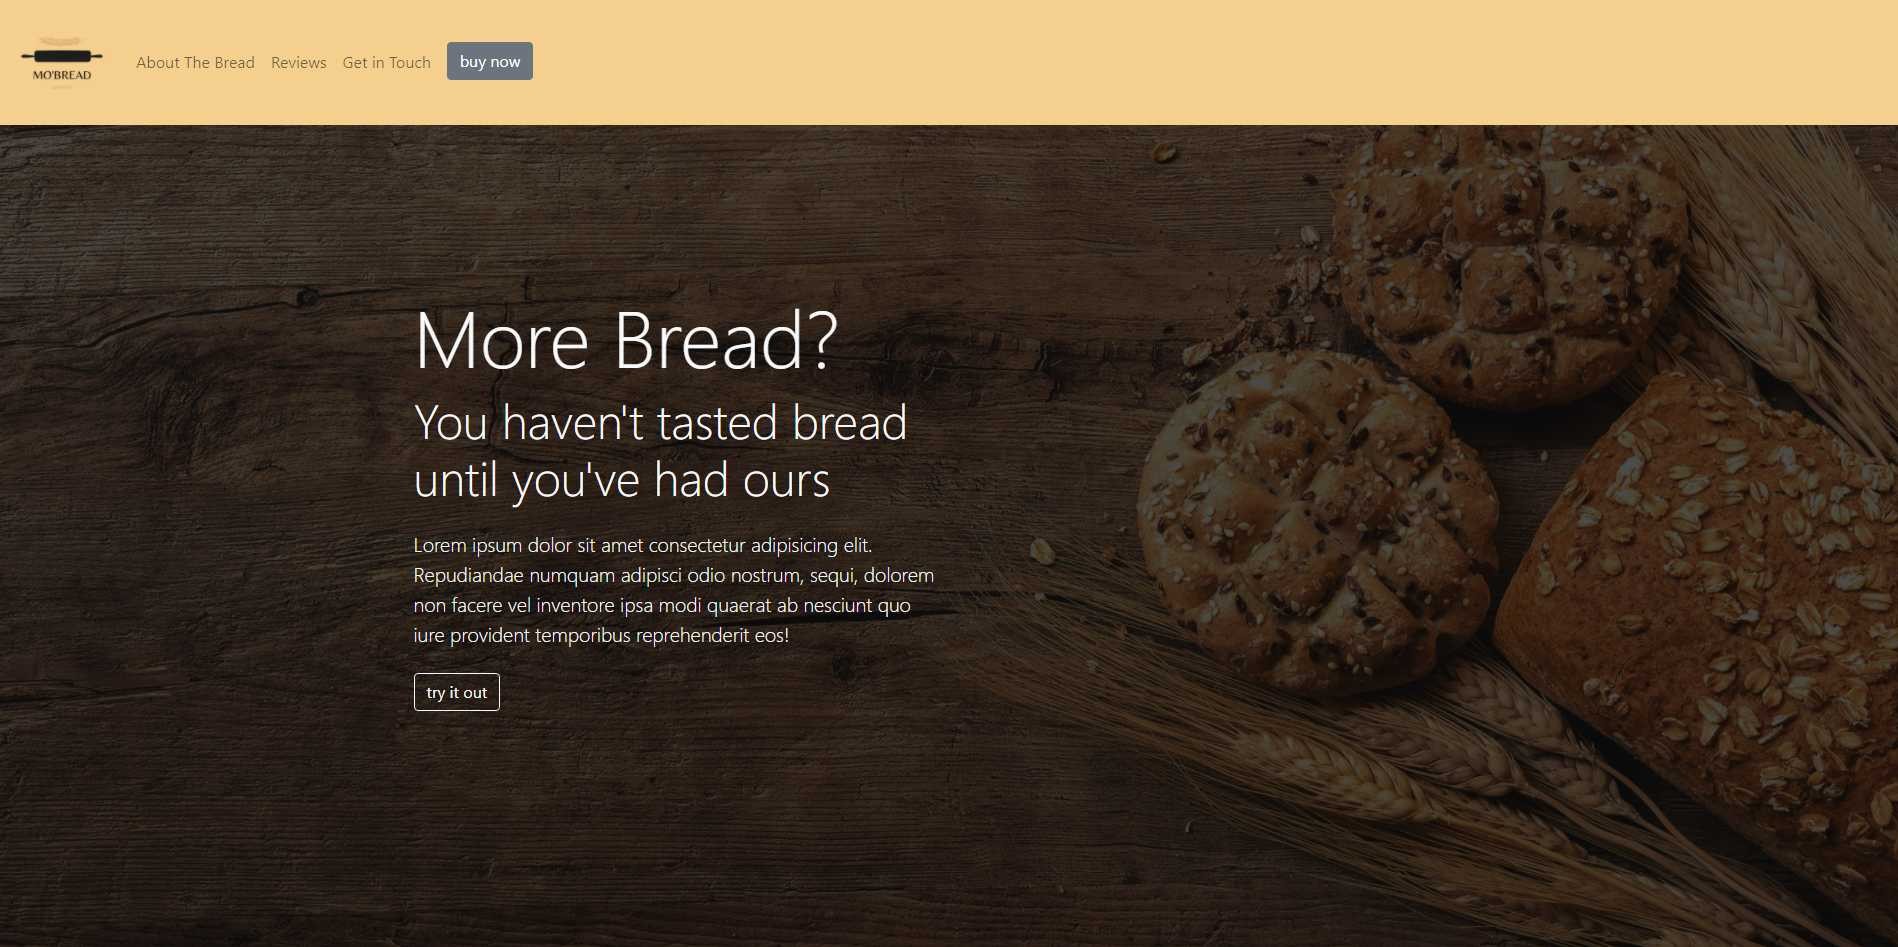 MO'BREAD
About The Bread
Reviews
Get in Touch
buy now
More Bread?
You haven't tasted bread
until you've had ours
Lorem ipsum dolor sit amet consectetur adipisicing elit.
Repudiandae numquam adipisci odio nostrum, sequi, dolorem
non facere vel inventore ipsa modi quaerat ab nesciunt quo
iure provident temporibus reprehenderit eos!
try it out